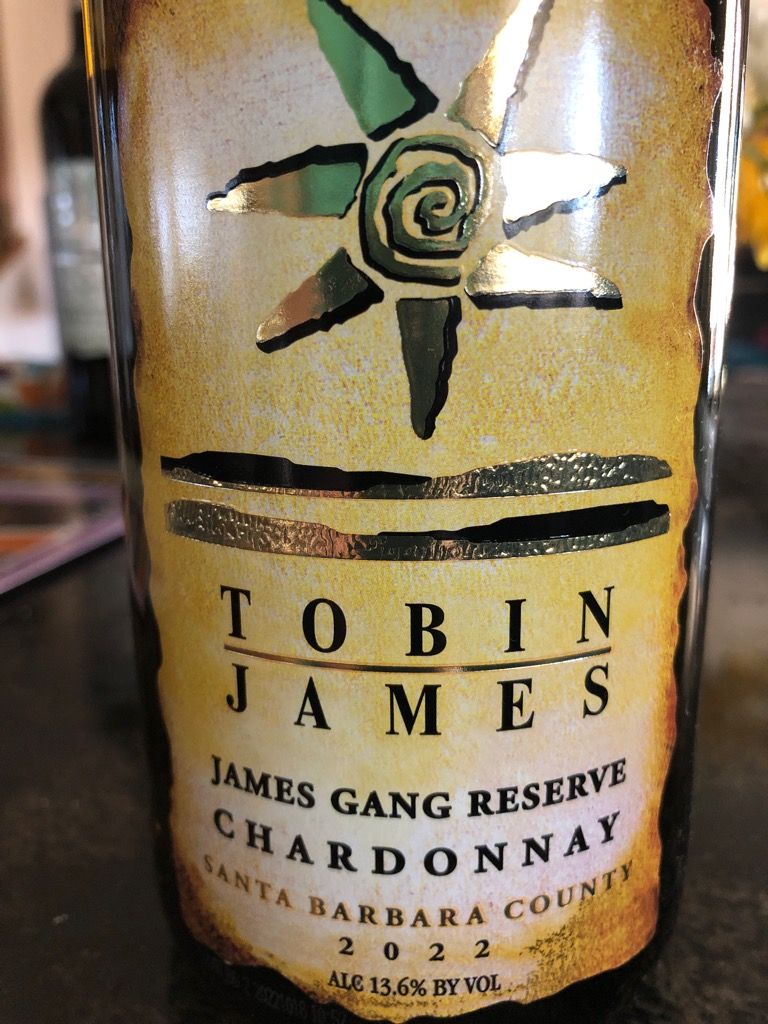 TOBIN
JAMES
JAMES GANG RESERVE
CHARDONNAY
SANTA BARBARA COUNTY
2022
ALC 13.6% BY VOL